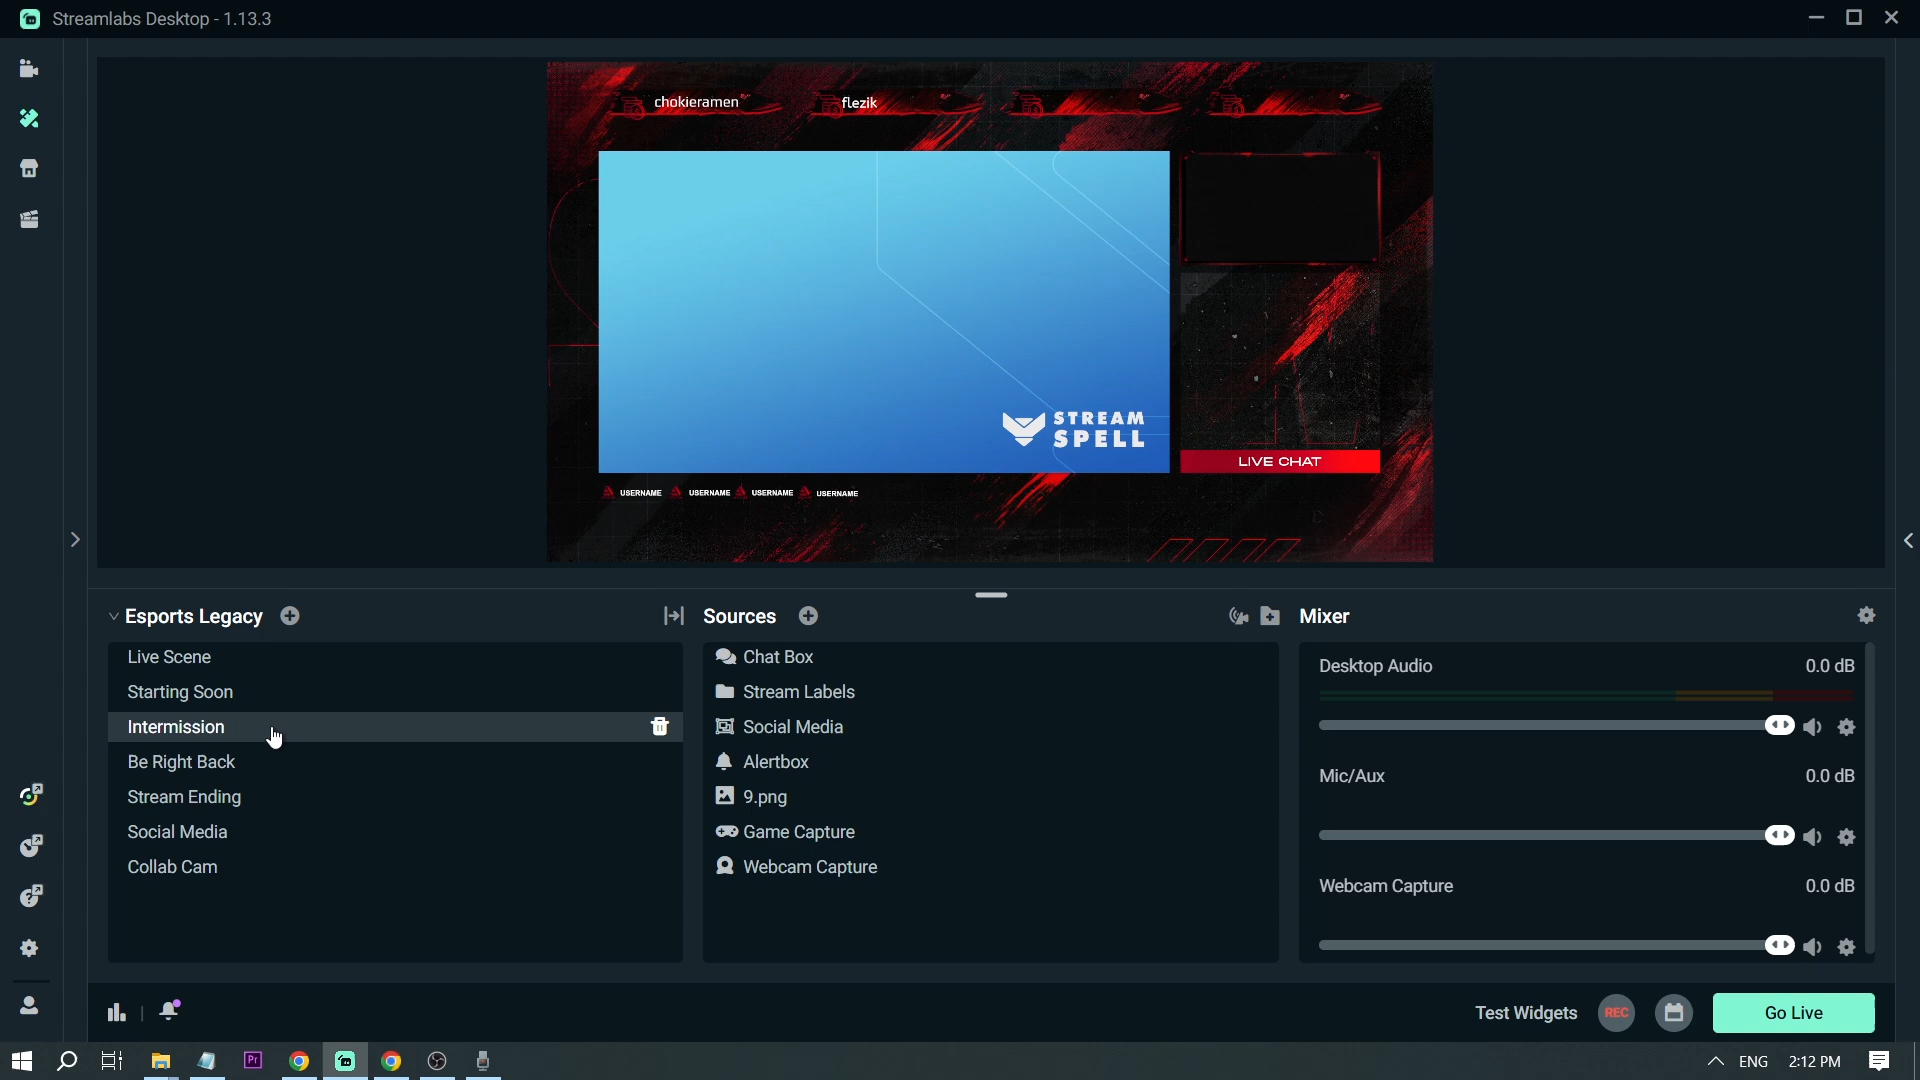 Streamlabs Desktop - 1.13.3
chokieramen
flezik
STREAM
SPELL
LIVE CHAT
USERNAME USERNAME USERNAME USERNAME
Esports Legacy
Live Scene
Starting Soon
Intermission
Be Right Back
Stream Ending
Social Media
Collab Cam
Sources
Chat Box
Stream Labels
Social Media
Alertbox
9.png
Game Capture
Webcam Capture
Mixer
Desktop Audio 0.0 dB
Mic/Aux 0.0 dB
Webcam Capture 0.0 dB
Test Widgets
REC
Go Live
Pr
ENG
2:12 PM